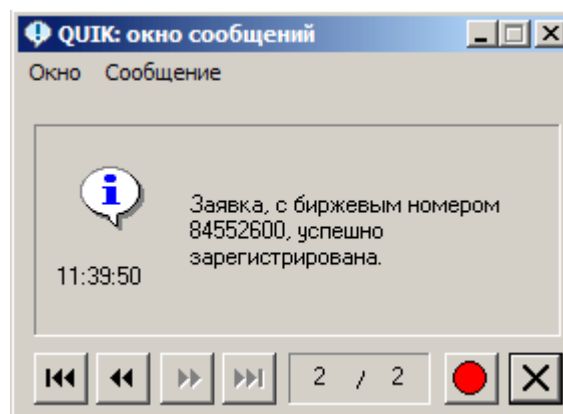 QUIK: окно сообщений
Окно Сообщение
Заявка, с биржевым номером
84552600, успешно
зарегистрирована.
11:39:50
2 / 2